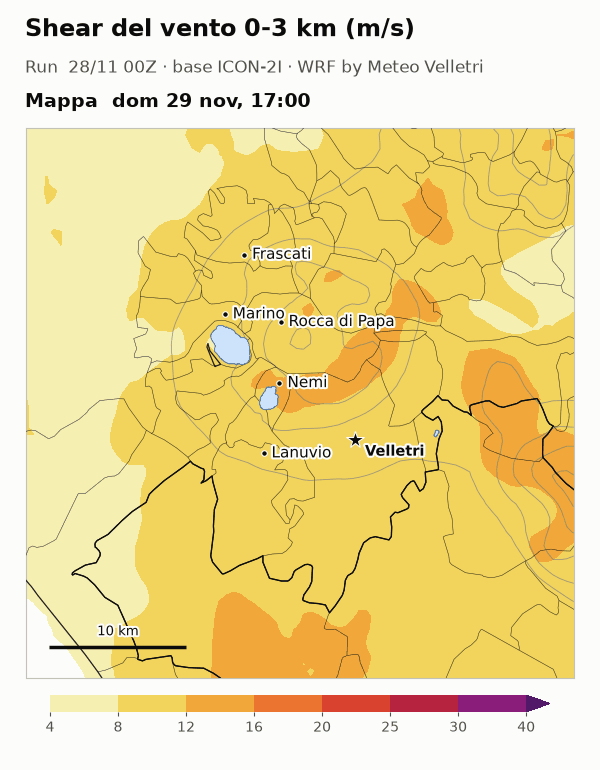 Shear del vento 0-3 km (m/s)
Run  28/11 00Z · base ICON-2I · WRF by Meteo Velletri
Mappa  dom 29 nov, 17:00
Frascati
Marino
Rocca di Papa
Nemi
Velletri
Lanuvio
10 km
4 8 12 16 20 25 30 40